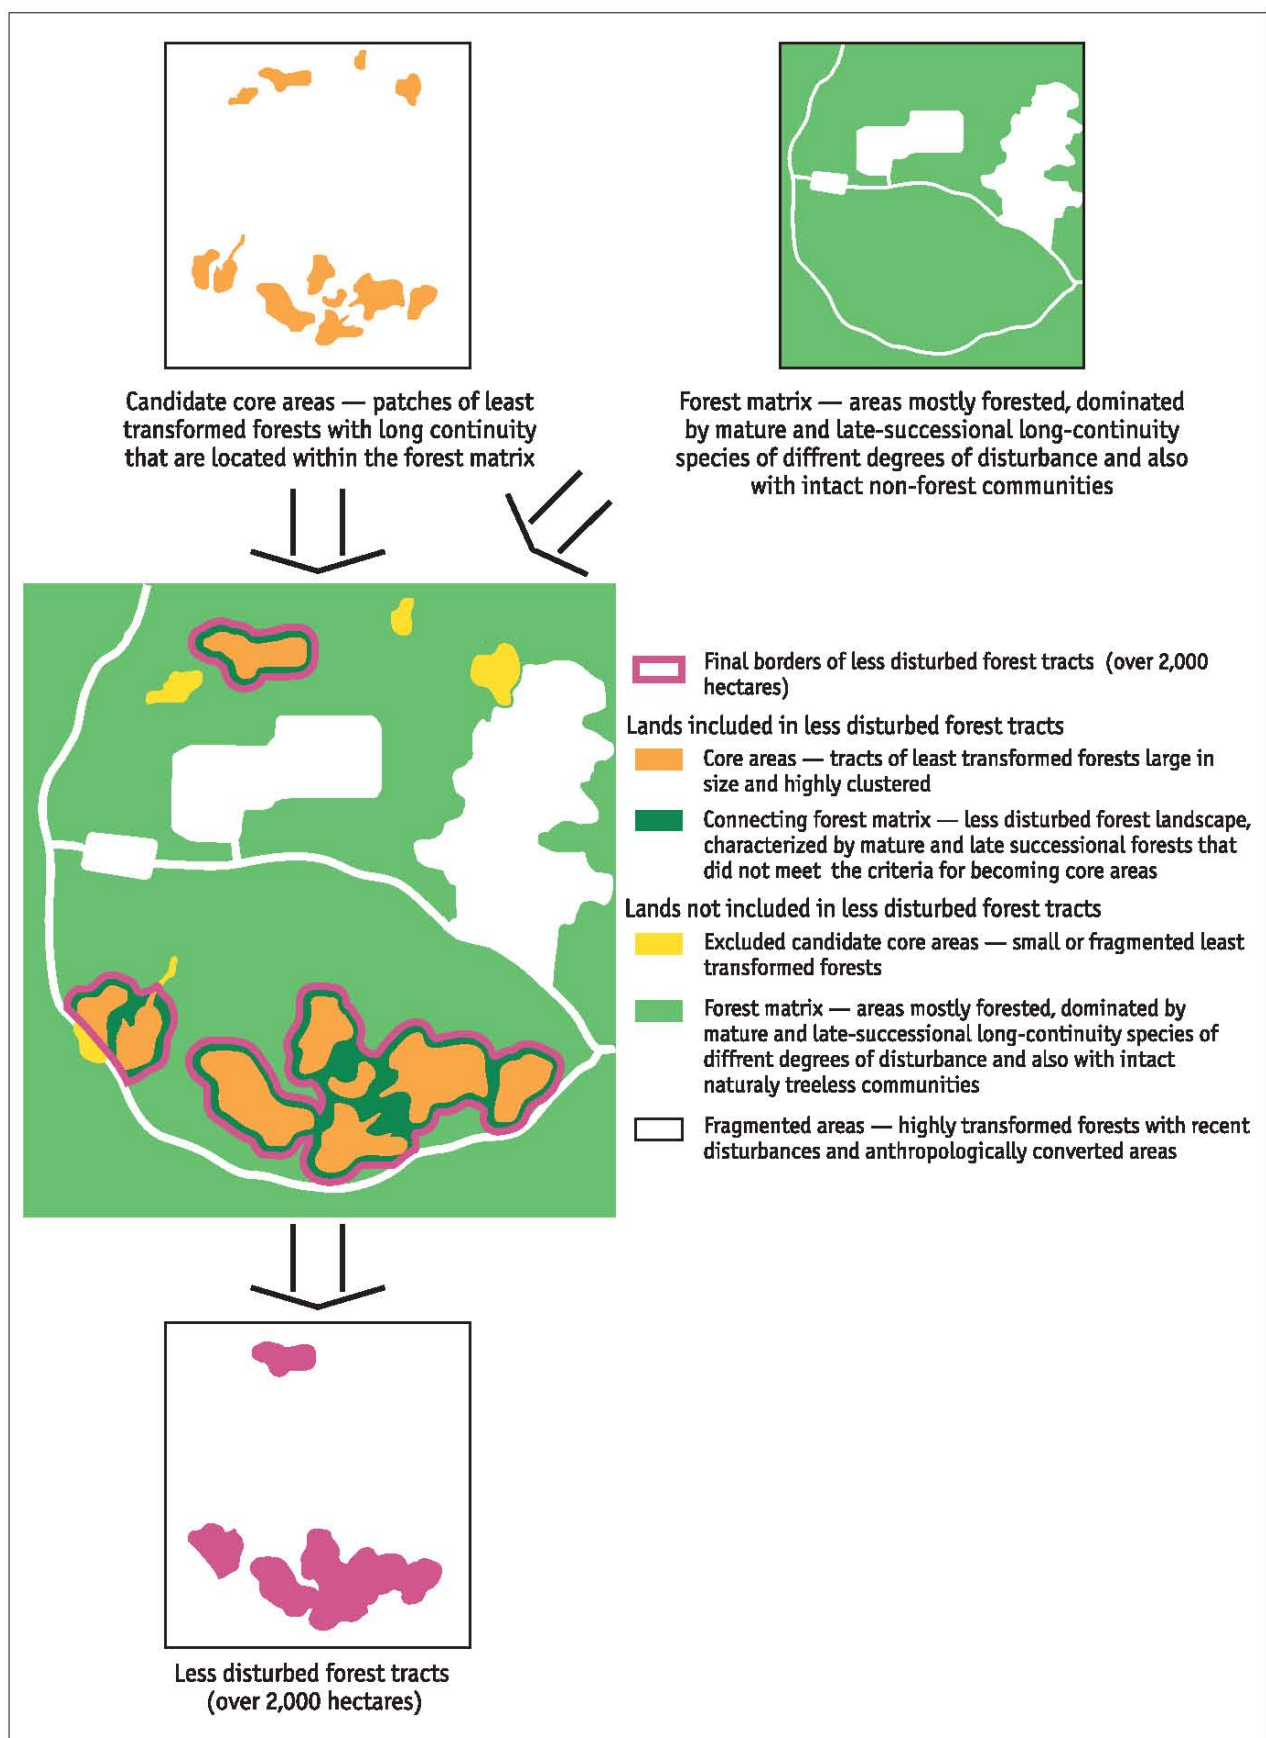 Candidate core areas — patches of least
transformed forests with long continuity
that are located within the forest matrix
Forest matrix — areas mostly forested, dominated
by mature and late-successional long-continuity
species of diffrent degrees of disturbance and also
with intact non-forest communities
Final borders of less disturbed forest tracts (over 2,000
hectares)
Lands included in less disturbed forest tracts
Core areas — tracts of least transformed forests large in
size and highly clustered
Connecting forest matrix — less disturbed forest landscape,
characterized by mature and late successional forests that
did not meet the criteria for becoming core areas
Lands not included in less disturbed forest tracts
Excluded candidate core areas — small or fragmented least
transformed forests
Forest matrix — areas mostly forested, dominated by
mature and late-successional long-continuity species of
diffrent degrees of disturbance and also with intact
naturaly treeless communities
Fragmented areas — highly transformed forests with recent
disturbances and anthropologically converted areas
Less disturbed forest tracts
(over 2,000 hectares)